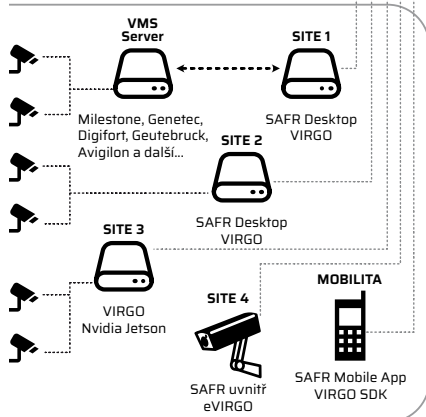 VMS
Server
SITE 1
Milestone, Genetec,
Digifort, Geutebruck,
Avigilon a další...
SAFR Desktop
VIRGO
SITE 2
SAFR Desktop
VIRGO
SITE 3
VIRGO
Nvidia Jetson
SITE 4
SAFR uvnitř
eVIRGO
MOBILITA
SAFR Mobile App
VIRGO SDK